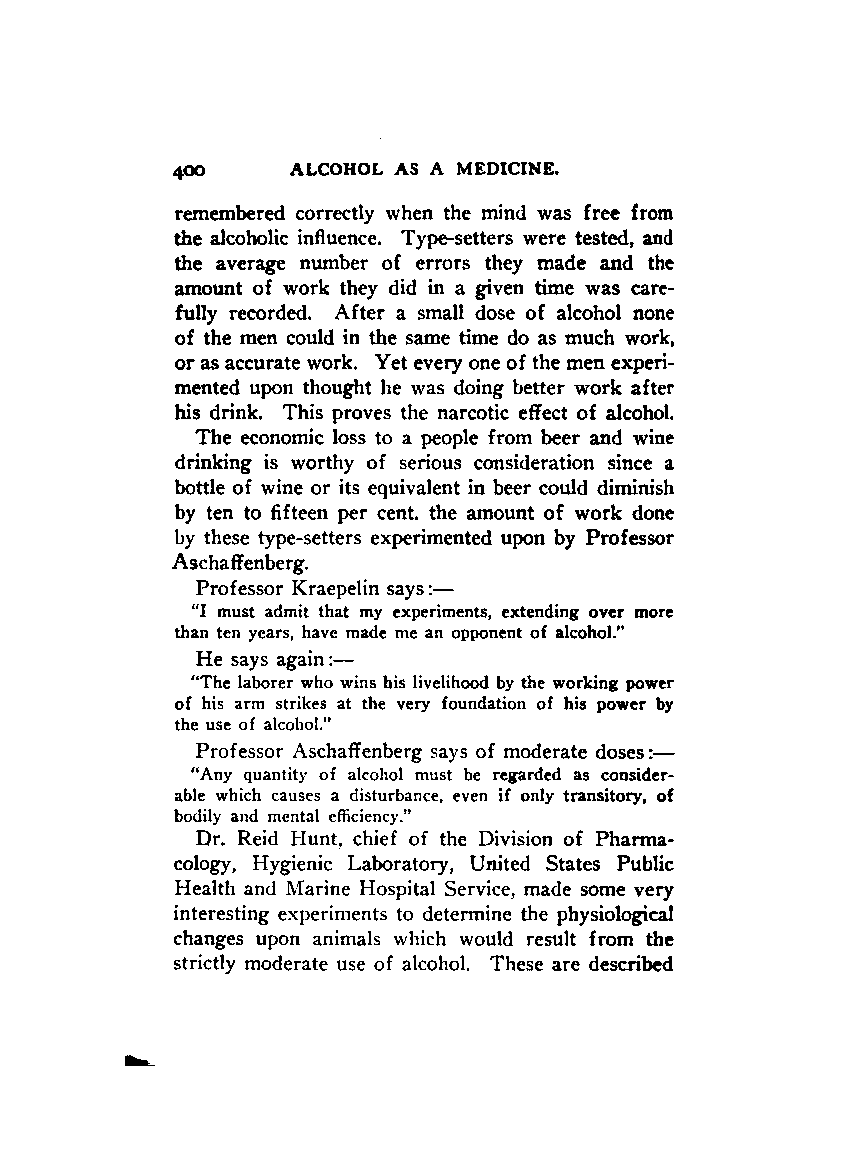 400 ALCOHOL AS A MEDICINE.
remembered correctly when the mind was free from
the alcoholic influence. Type-setters were tested, and
the average number of errors they made and the
amount of work they did in a given time was care-
fully recorded. After a small dose of alcohol none
of the men could in the same time do as much work,
or as accurate work. Yet every one of the men experi-
mented upon thought he was doing better work after
his drink. This proves the narcotic effect of alcohol.
The economic loss to a people from beer and wine
drinking is worthy of serious consideration since a
bottle of wine or its equivalent in beer could diminish
by ten to fifteen per cent. the amount of work done
by these type-setters experimented upon by Professor
Aschaffenberg.
Professor Kraepelin says:—
"I must admit that my experiments, extending over more
than ten years, have made me an opponent of alcohol."
He says again:—
"The laborer who wins his livelihood by the working power
of his arm strikes at the very foundation of his power by
the use of alcohol."
Professor Aschaffenberg says of moderate doses:—
"Any quantity of alcohol must be regarded as consider-
able which causes a disturbance, even if only transitory, of
bodily and mental efficiency."
Dr. Reid Hunt, chief of the Division of Pharma-
cology, Hygienic Laboratory, United States Public
Health and Marine Hospital Service, made some very
interesting experiments to determine the physiological
changes upon animals which would result from the
strictly moderate use of alcohol. These are described